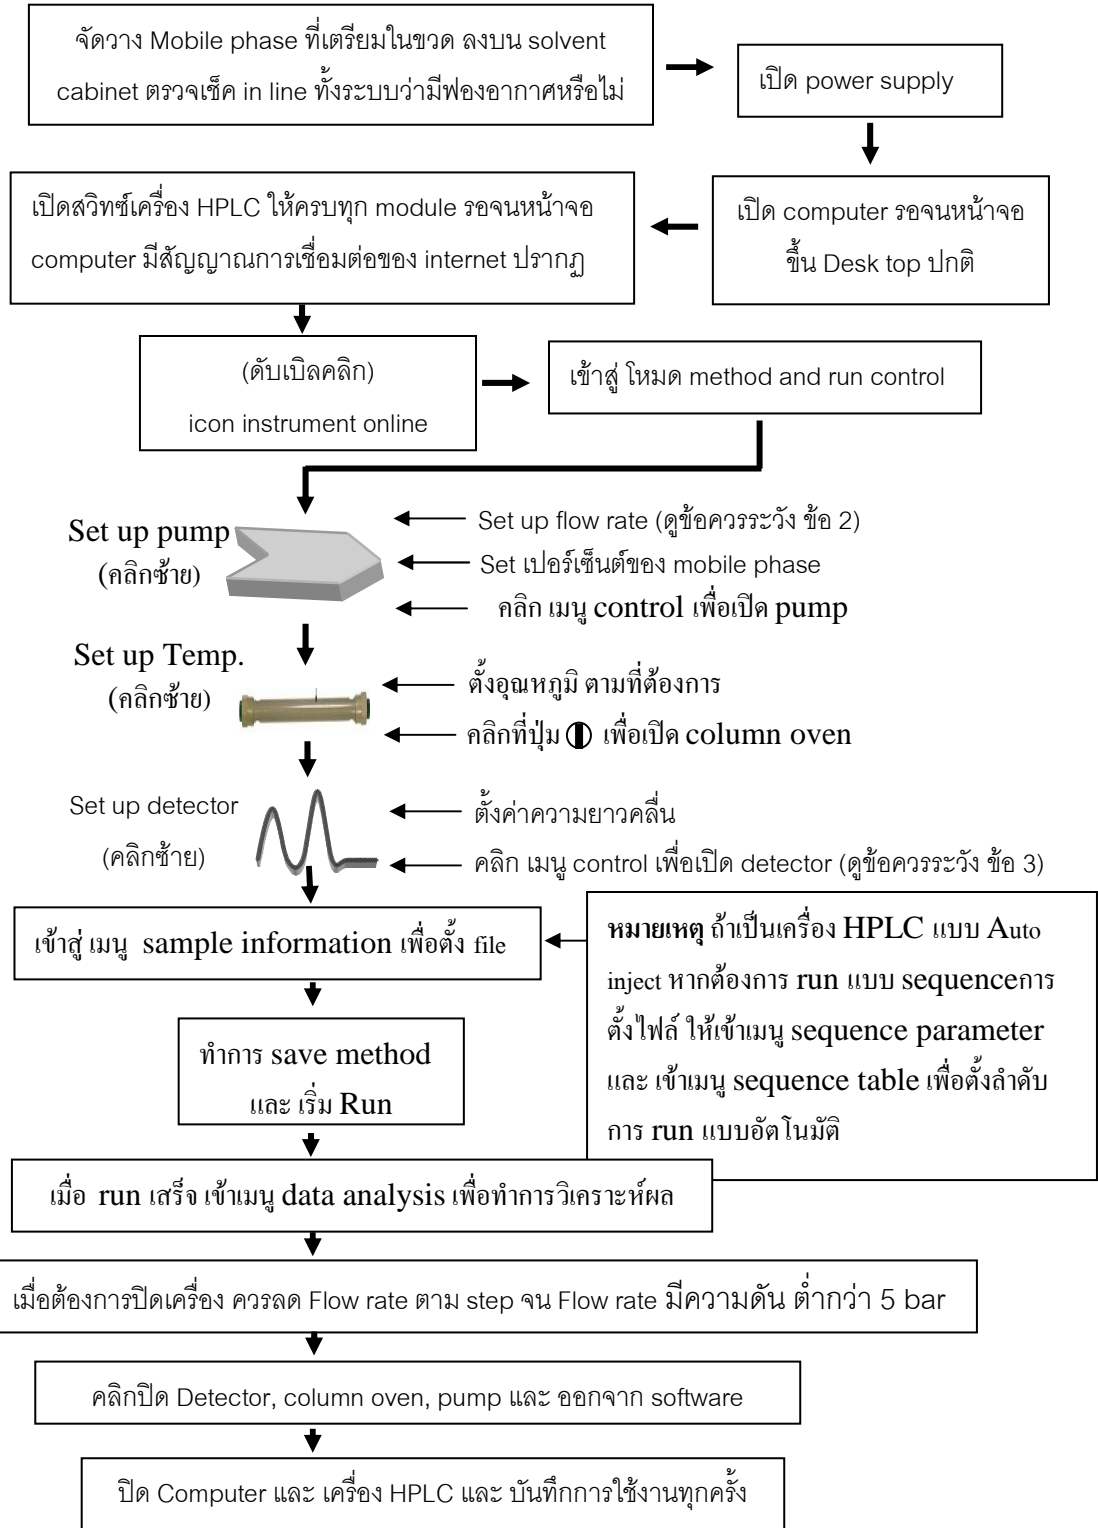 จัดวาง Mobile phase ที่เตรียมในขวด ลงบน solvent
cabinet ตรวจเช็ค in line ทั้งระบบว่ามีฟองอากาศหรือไม่
เปิด power supply
เปิด computer รอจนหน้าจอ
ขึ้น Desk top ปกติ
เปิดสวิทซ์เครื่อง HPLC ให้ครบทุก module รอจนหน้าจอ
computer มีสัญญาณการเชื่อมต่อของ internet ปรากฏ
(ดับเบิลคลิก)
icon instrument online
เข้าสู่ โหมด method and run control
Set up pump
(คลิกซ้าย)
Set up flow rate (ดูข้อควรระวัง ข้อ 2)
Set เปอร์เซ็นต์ของ mobile phase
คลิก เมนู control เพื่อเปิด pump
Set up Temp.
(คลิกซ้าย)
ตั้งอุณหภูมิ ตามที่ต้องการ
คลิกที่ปุ่ม เพื่อเปิด column oven
Set up detector
(คลิกซ้าย)
ตั้งค่าความยาวคลื่น
คลิก เมนู control เพื่อเปิด detector (ดูข้อควรระวัง ข้อ 3)
เข้าสู่ เมนู sample information เพื่อตั้ง file
หมายเหตุ ถ้าเป็นเครื่อง HPLC แบบ Auto
inject หากต้องการ run แบบ sequenceการ
ตั้งไฟล์ ให้เข้าเมนู sequence parameter
และ เข้าเมนู sequence table เพื่อตั้งลำดับ
การ run แบบอัตโนมัติ
ทำการ save method
และ เริ่ม Run
เมื่อ run เสร็จ เข้าเมนู data analysis เพื่อทำการวิเคราะห์ผล
เมื่อต้องการปิดเครื่อง ควรลด Flow rate ตาม step จน Flow rate มีความดัน ต่ำกว่า 5 bar
คลิกปิด Detector, column oven, pump และ ออกจาก software
ปิด Computer และ เครื่อง HPLC และ บันทึกการใช้งานทุกครั้ง